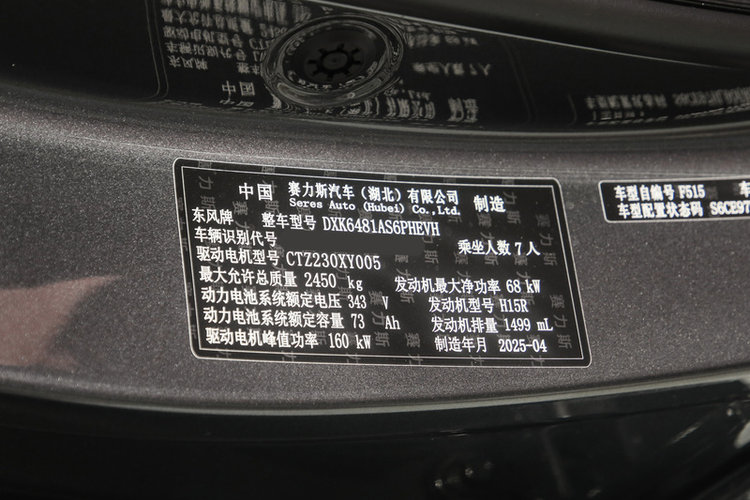 中国 赛力斯汽车（湖北）有限公司 制造
Seres Auto (Hubei) Co.,Ltd.
东风牌 整车型号 DXK6481AS6PHEVH
车辆识别代号 乘坐人数 7 人
驱动电机型号 CTZ230XY005
最大允许总质量 2450 kg 发动机最大净功率 68 kW
动力电池系统额定电压 343 V 发动机型号 H15R
动力电池系统额定容量 73 Ah 发动机排量 1499 mL
驱动电机峰值功率 160 kW 制造年月 2025-04
车型自编号 F515 车
车型配置状态码 S6CE97